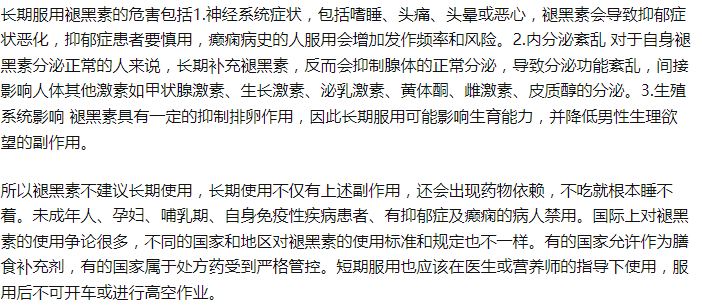 长期服用褪黑素的危害包括1.神经系统症状，包括嗜睡、头痛、头晕或恶心，褪黑素会导致抑郁症
状恶化，抑郁症患者要慎用，癫痫病史的人服用会增加发作频率和风险。2.内分泌紊乱 对于自身褪
黑素分泌正常的人来说，长期补充褪黑素，反而会抑制腺体的正常分泌，导致分泌功能紊乱，间接
影响人体其他激素如甲状腺激素、生长激素、泌乳激素、黄体酮、雌激素、皮质醇的分泌。3.生殖
系统影响 褪黑素具有一定的抑制排卵作用，因此长期服用可能影响生育能力，并降低男性生理欲
望的副作用。
所以褪黑素不建议长期使用，长期使用不仅有上述副作用，还会出现药物依赖，不吃就根本睡不
着。未成年人、孕妇、哺乳期、自身免疫性疾病患者、有抑郁症及癫痫的病人禁用。国际上对褪黑
素的使用争论很多，不同的国家和地区对褪黑素的使用标准和规定也不一样。有的国家允许作为膳
食补充剂，有的国家属于处方药受到严格管控。短期服用也应该在医生或营养师的指导下使用，服
用后不可开车或进行高空作业。